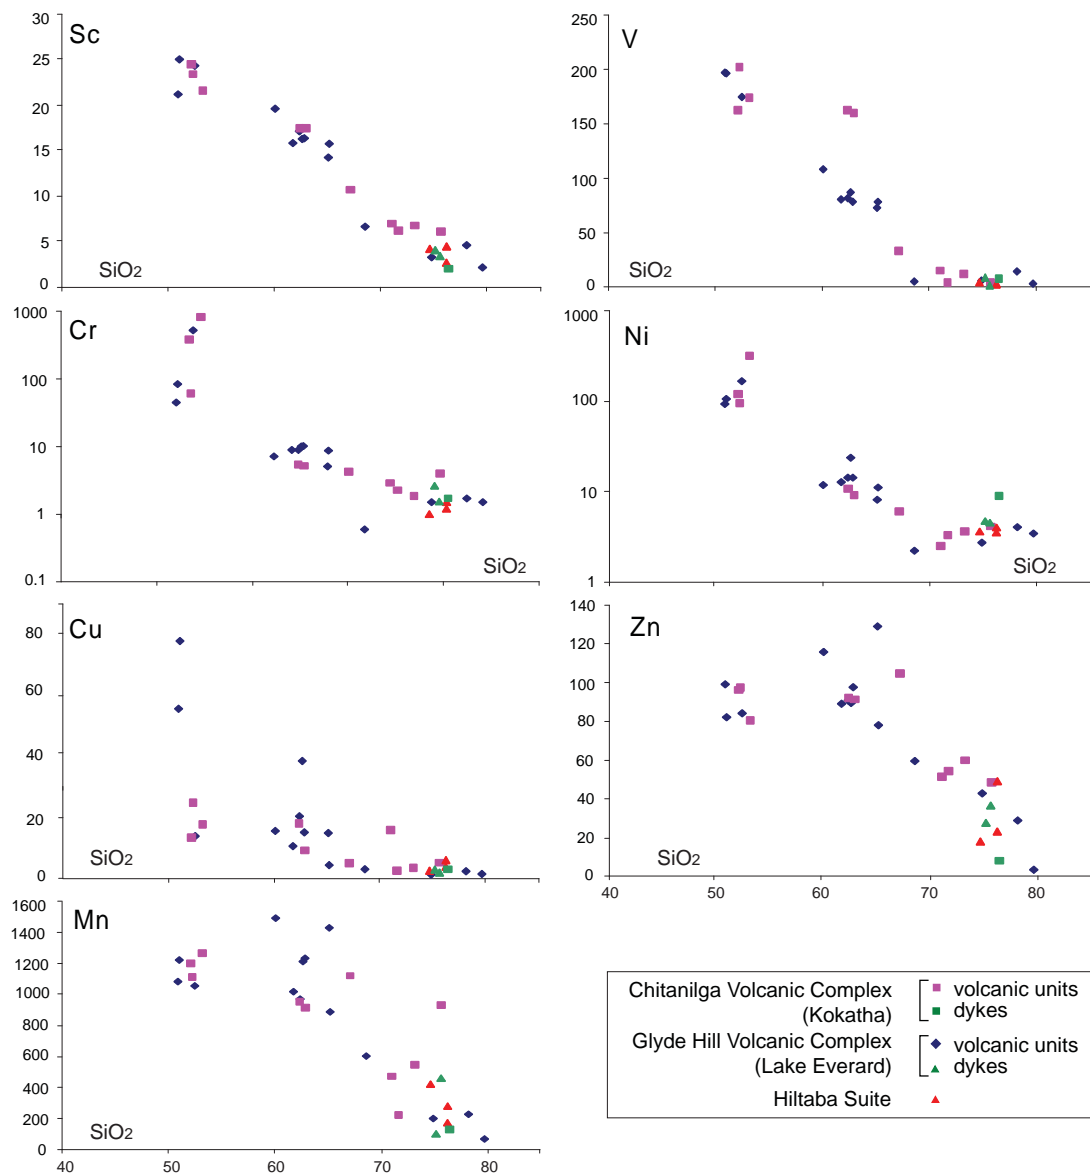 Sc
30
25
20
15
10
5
0
SiO2
V
250
200
150
100
50
0
SiO2
Cr
1000
100
10
1
0.1
SiO2
Ni
1000
100
10
1
50
60
70
80
SiO2
Cu
80
60
40
20
0
Zn
140
120
100
80
60
40
20
0
SiO2
40
50
60
70
80
Mn
1600
1400
1200
1000
800
600
400
200
0
SiO2
40
50
60
70
80
Chitanilga Volcanic Complex
(Kokatha)
volcanic units
dykes
Glyde Hill Volcanic Complex
(Lake Everard)
volcanic units
dykes
Hiltaba Suite